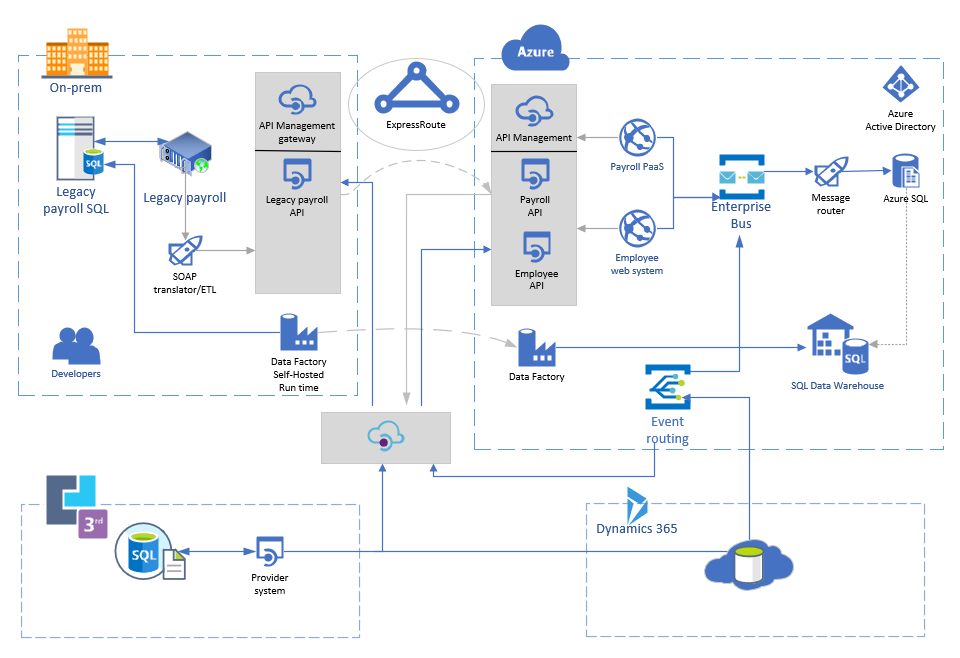 On-prem
Azure
API Management
gateway
ExpressRoute
API Management
Azure
Active Directory
SQL
Legacy
payroll SQL
Legacy payroll
Legacy payroll
API
Payroll
API
Payroll PaaS
Enterprise
Bus
Message
router
Azure SQL
SOAP
translator/ETL
Employee
API
Employee
web system
Developers
Data Factory
Self-Hosted
Run time
Data Factory
SQL
SQL Data Warehouse
Event
routing
3rd
Dynamics 365
SQL
Provider
system